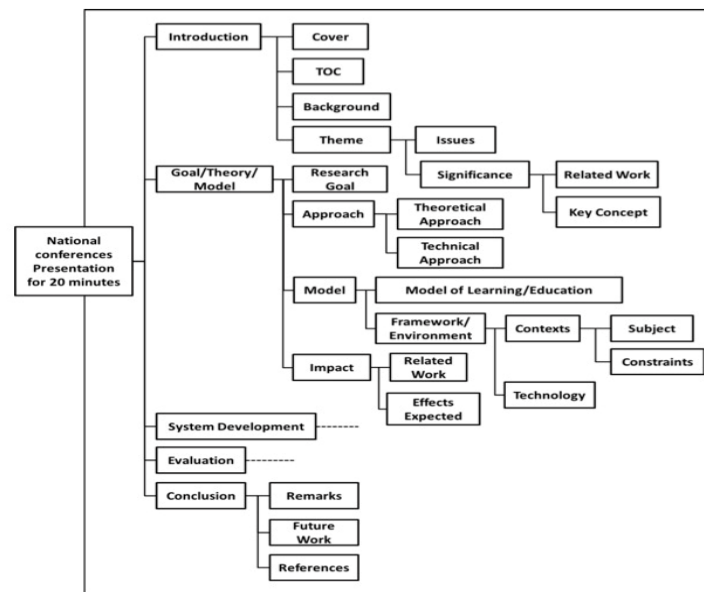 Introduction
Cover
TOC
Background
Theme
Issues
Significance
Related Work
Key Concept
Goal/Theory/
Model
Research
Goal
Approach
Theoretical
Approach
Technical
Approach
National
conferences
Presentation
for 20 minutes
Model
Model of Learning/Education
Framework/
Environment
Contexts
Subject
Constraints
Technology
Impact
Related
Work
Effects
Expected
System Development
Evaluation
Conclusion
Remarks
Future
Work
References